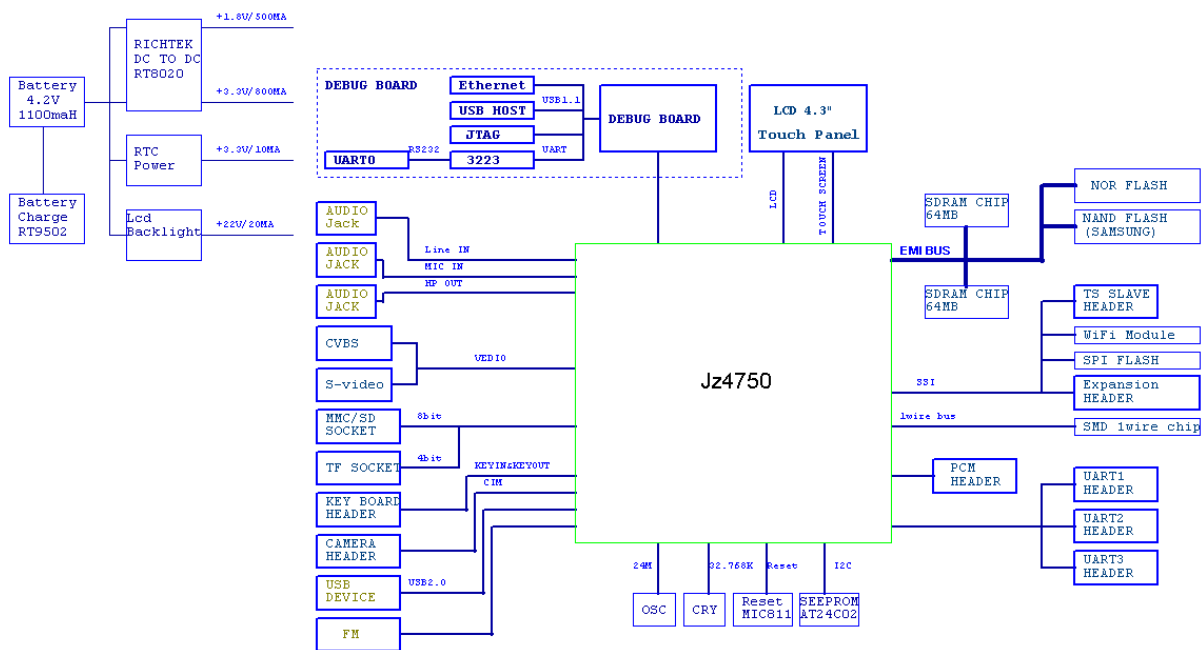 +1.8V/500MA
RICHTEK
DC TO DC
RT8020
+3.3V/800MA
Battery
4.2V
1100maH
RTC
Power
+3.3V/10MA
Battery
Charge
RT9502
Lcd
Backlight
+22V/20MA
DEBUG BOARD
Ethernet
USB HOST
USB1.1
JTAG
UART0
RS232
3223
UART
DEBUG BOARD
LCD 4.3"
Touch Panel
LCD
TOUCH SCREEN
SDRAM CHIP
64MB
NOR FLASH
NAND FLASH
(SAMSUNG)
EMI BUS
SDRAM CHIP
64MB
AUDIO
Jack
Line IN
AUDIO
JACK
MIC IN
AUDIO
JACK
HP OUT
CVBS
S-video
VEDIO
MMC/SD
SOCKET
8bit
TF SOCKET
4bit
KEY BOARD
HEADER
KEYIN&KEYOUT
CAMERA
HEADER
CIM
USB
DEVICE
USB2.0
FM
Jz4750
TS SLAVE
HEADER
WiFi Module
SPI FLASH
Expansion
HEADER
SSI
1wire bus
SMD 1wire chip
PCM
HEADER
UART1
HEADER
UART2
HEADER
UART3
HEADER
24M
32.768K
Reset
I2C
OSC
CRY
Reset
MIC811
SEEPROM
AT24C02